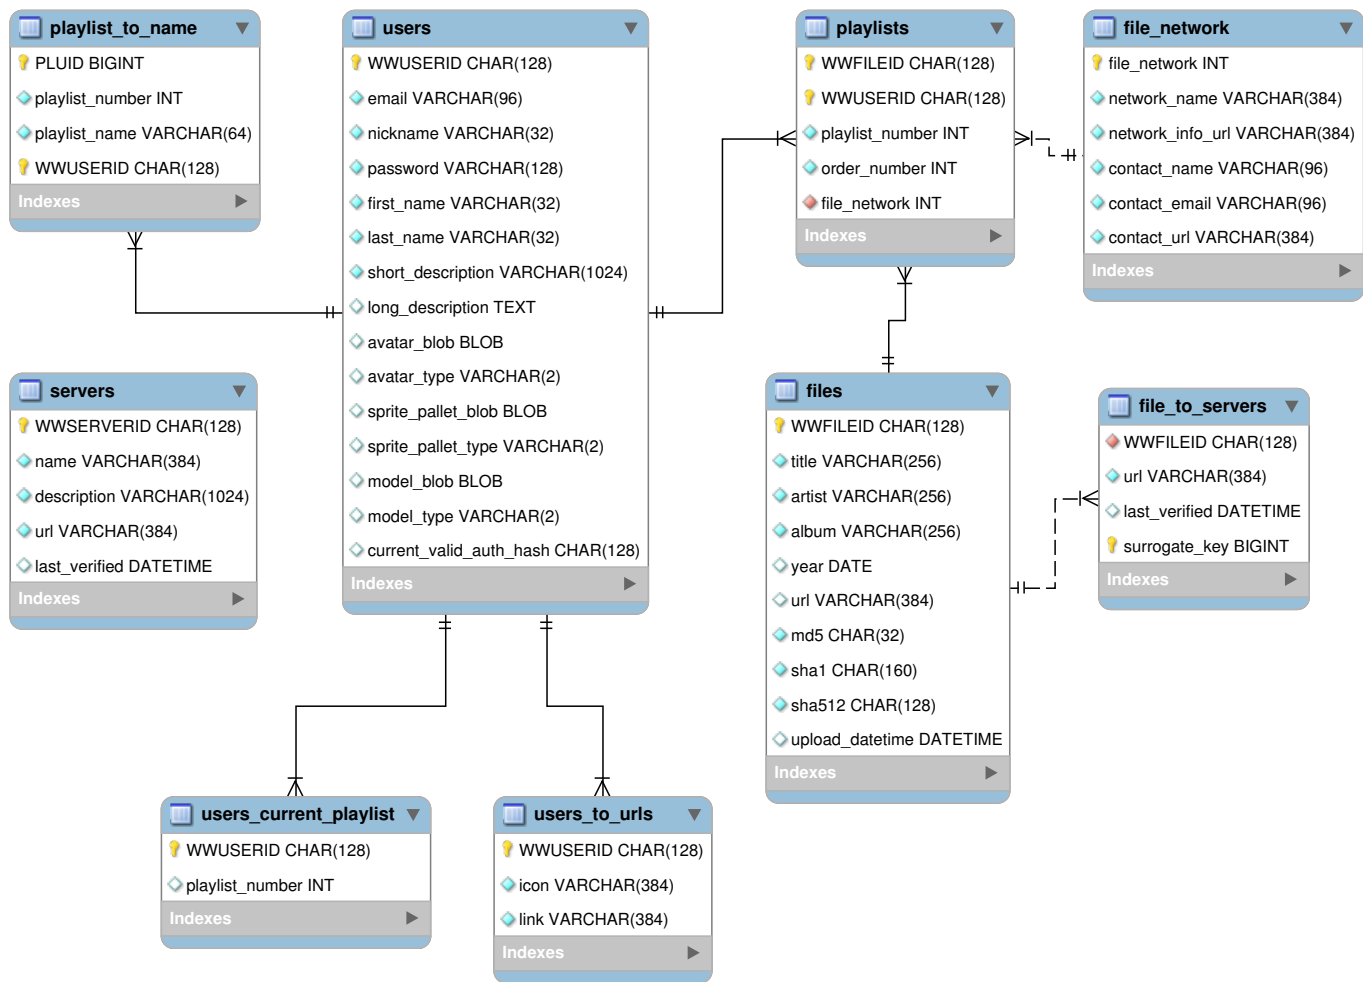 playlist_to_name
PLUID BIGINT
playlist_number INT
playlist_name VARCHAR(64)
WWUSERID CHAR(128)
Indexes
users
WWUSERID CHAR(128)
email VARCHAR(96)
nickname VARCHAR(32)
password VARCHAR(128)
first_name VARCHAR(32)
last_name VARCHAR(32)
short_description VARCHAR(1024)
long_description TEXT
avatar_blob BLOB
avatar_type VARCHAR(2)
sprite_pallet_blob BLOB
sprite_pallet_type VARCHAR(2)
model_blob BLOB
model_type VARCHAR(2)
current_valid_auth_hash CHAR(128)
Indexes
playlists
WWFILEID CHAR(128)
WWUSERID CHAR(128)
playlist_number INT
order_number INT
file_network INT
Indexes
file_network
file_network INT
network_name VARCHAR(384)
network_info_url VARCHAR(384)
contact_name VARCHAR(96)
contact_email VARCHAR(96)
contact_url VARCHAR(384)
Indexes
servers
WWSERVERID CHAR(128)
name VARCHAR(384)
description VARCHAR(1024)
url VARCHAR(384)
last_verified DATETIME
Indexes
files
WWFILEID CHAR(128)
title VARCHAR(256)
artist VARCHAR(256)
album VARCHAR(256)
year DATE
url VARCHAR(384)
md5 CHAR(32)
sha1 CHAR(160)
sha512 CHAR(128)
upload_datetime DATETIME
Indexes
file_to_servers
WWFILEID CHAR(128)
url VARCHAR(384)
last_verified DATETIME
surrogate_key BIGINT
Indexes
users_current_playlist
WWUSERID CHAR(128)
playlist_number INT
Indexes
users_to_urls
WWUSERID CHAR(128)
icon VARCHAR(384)
link VARCHAR(384)
Indexes